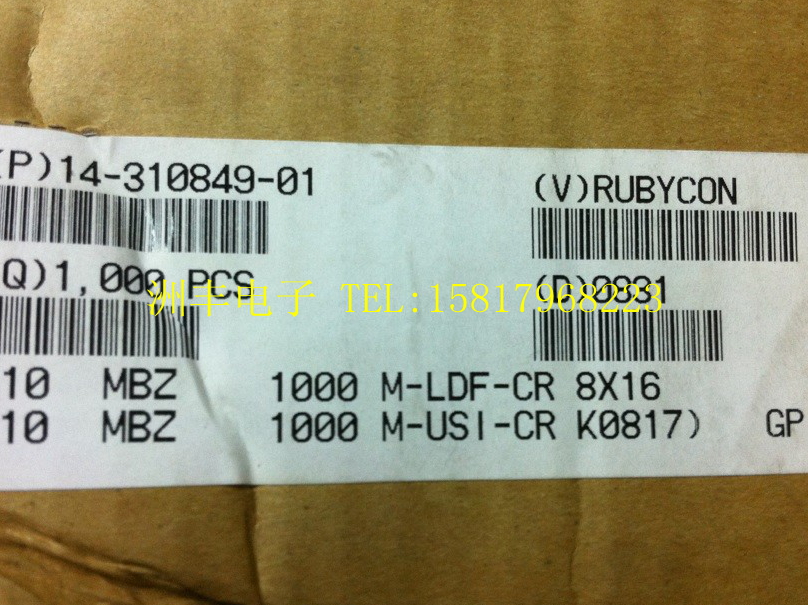 (P)14-310849-01
(V)RUBYCON
Q)1,000 PCS
洲丰电子 TEL:15817968223
10 MBZ 1000 M-LDF-CR 8X16
10 MBZ 1000 M-USI-CR K0817) GP